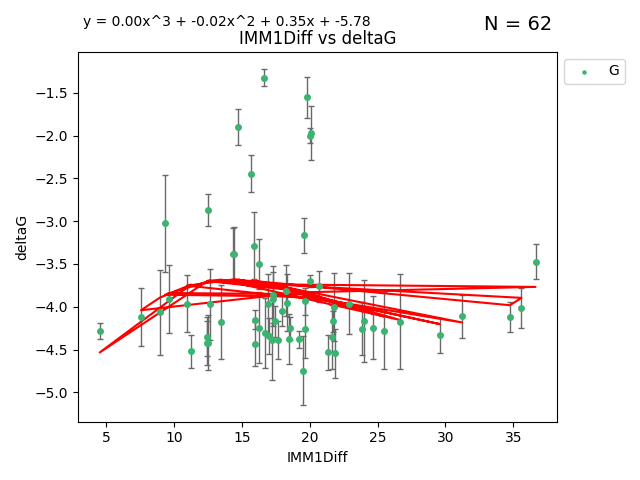 y = 0.00x^3 + -0.02x^2 + 0.35x + -5.78
N = 62
IMM1Diff vs deltaG
G
deltaG
−1.5
−2.0
−2.5
−3.0
−3.5
−4.0
−4.5
−5.0
5 10 15 20 25 30 35
IMM1Diff